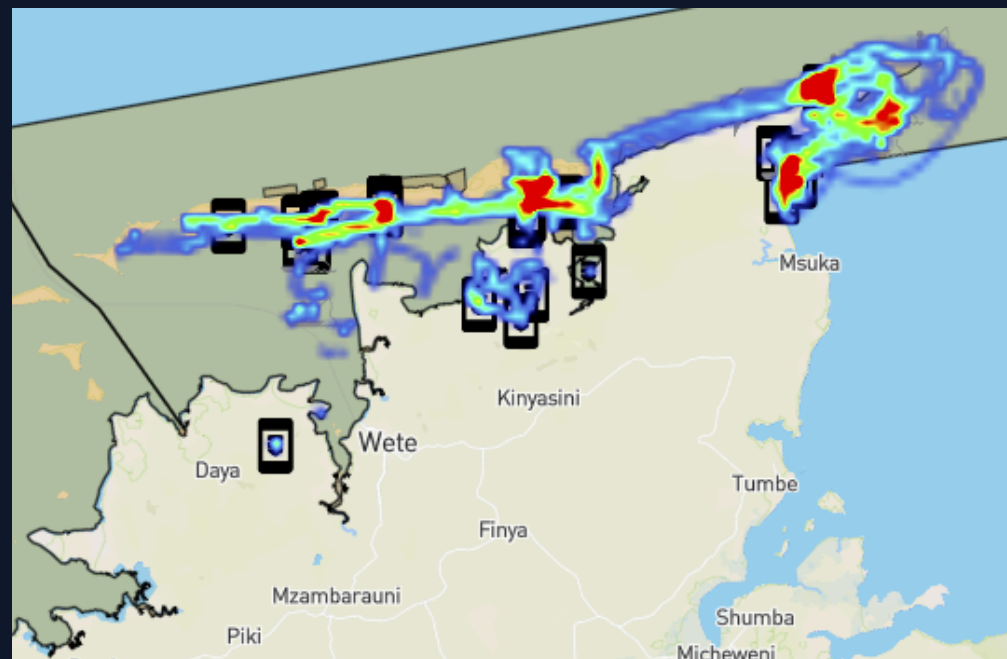 Msuka
Kinyasini
Wete
Daya
Tumbe
Finya
Mzambarauni
Shumba
Piki
Micheweni